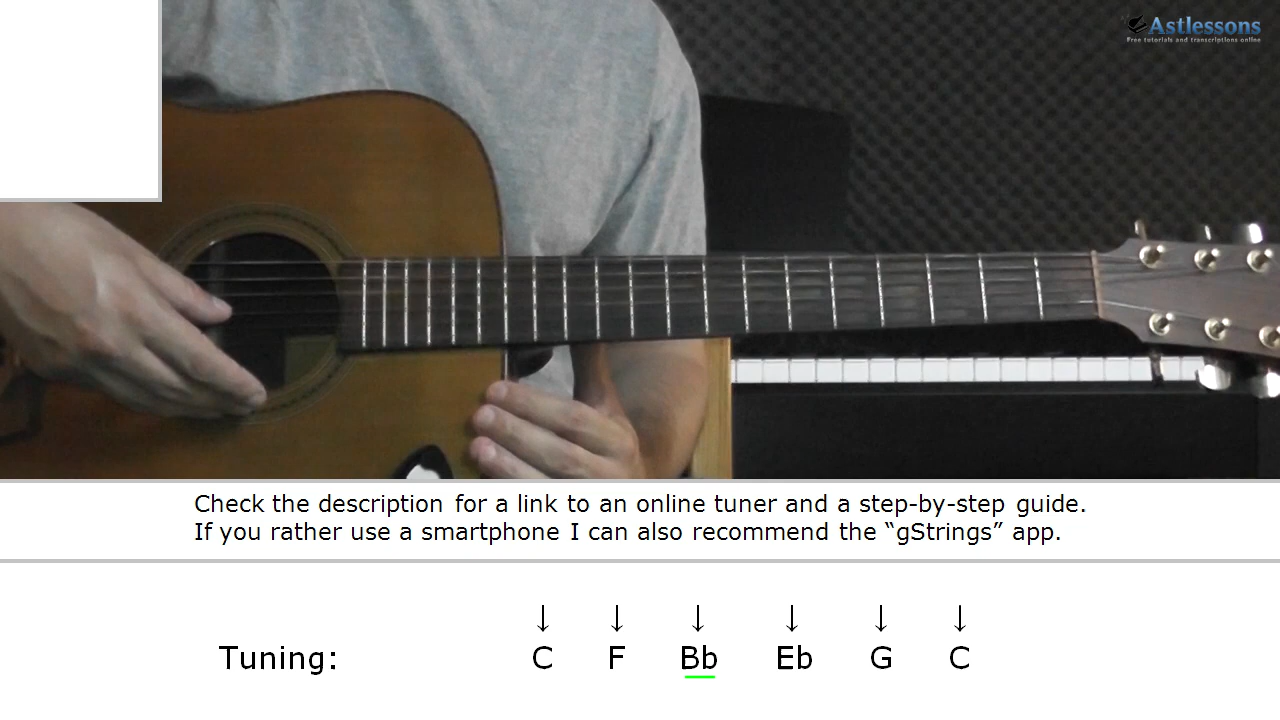 Astlessons
Free tutorials and transcriptions online
Check the description for a link to an online tuner and a step-by-step guide.
If you rather use a smartphone I can also recommend the “gStrings” app.
↓ ↓ ↓ ↓ ↓ ↓
Tuning: C F Bb Eb G C